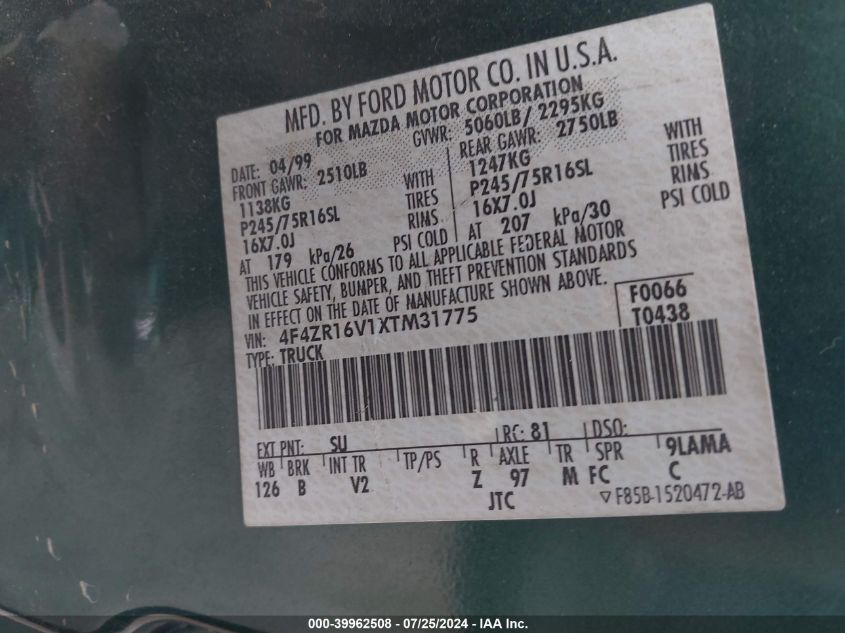 MFD. BY FORD MOTOR CO. IN U.S.A.
FOR MAZDA MOTOR CORPORATION
DATE: 04/99 GVWR: 5060LB/ 2295KG
FRONT GAWR: 2510LB REAR GAWR: 2750LB
1138KG WITH 1247KG WITH
P245/75R16SL TIRES P245/75R16SL TIRES
16X7.0J RIMS 16X7.0J RIMS
AT 179 kPa/26 PSI COLD AT 207 kPa/30 PSI COLD
THIS VEHICLE CONFORMS TO ALL APPLICABLE FEDERAL MOTOR
VEHICLE SAFETY, BUMPER, AND THEFT PREVENTION STANDARDS
IN EFFECT ON THE DATE OF MANUFACTURE SHOWN ABOVE.
VIN: 4F4ZR16V1XTM31775 F0066
TYPE: TRUCK T0438
EXT PNT: SU RC: 81 DSO:
WB BRK INT TR TP/PS R AXLE TR SPR 9LAMA
126 B V2 Z 97 M FC C
JTC F85B-1520472-AB
000-39962508 - 07/25/2024 - IAA Inc.